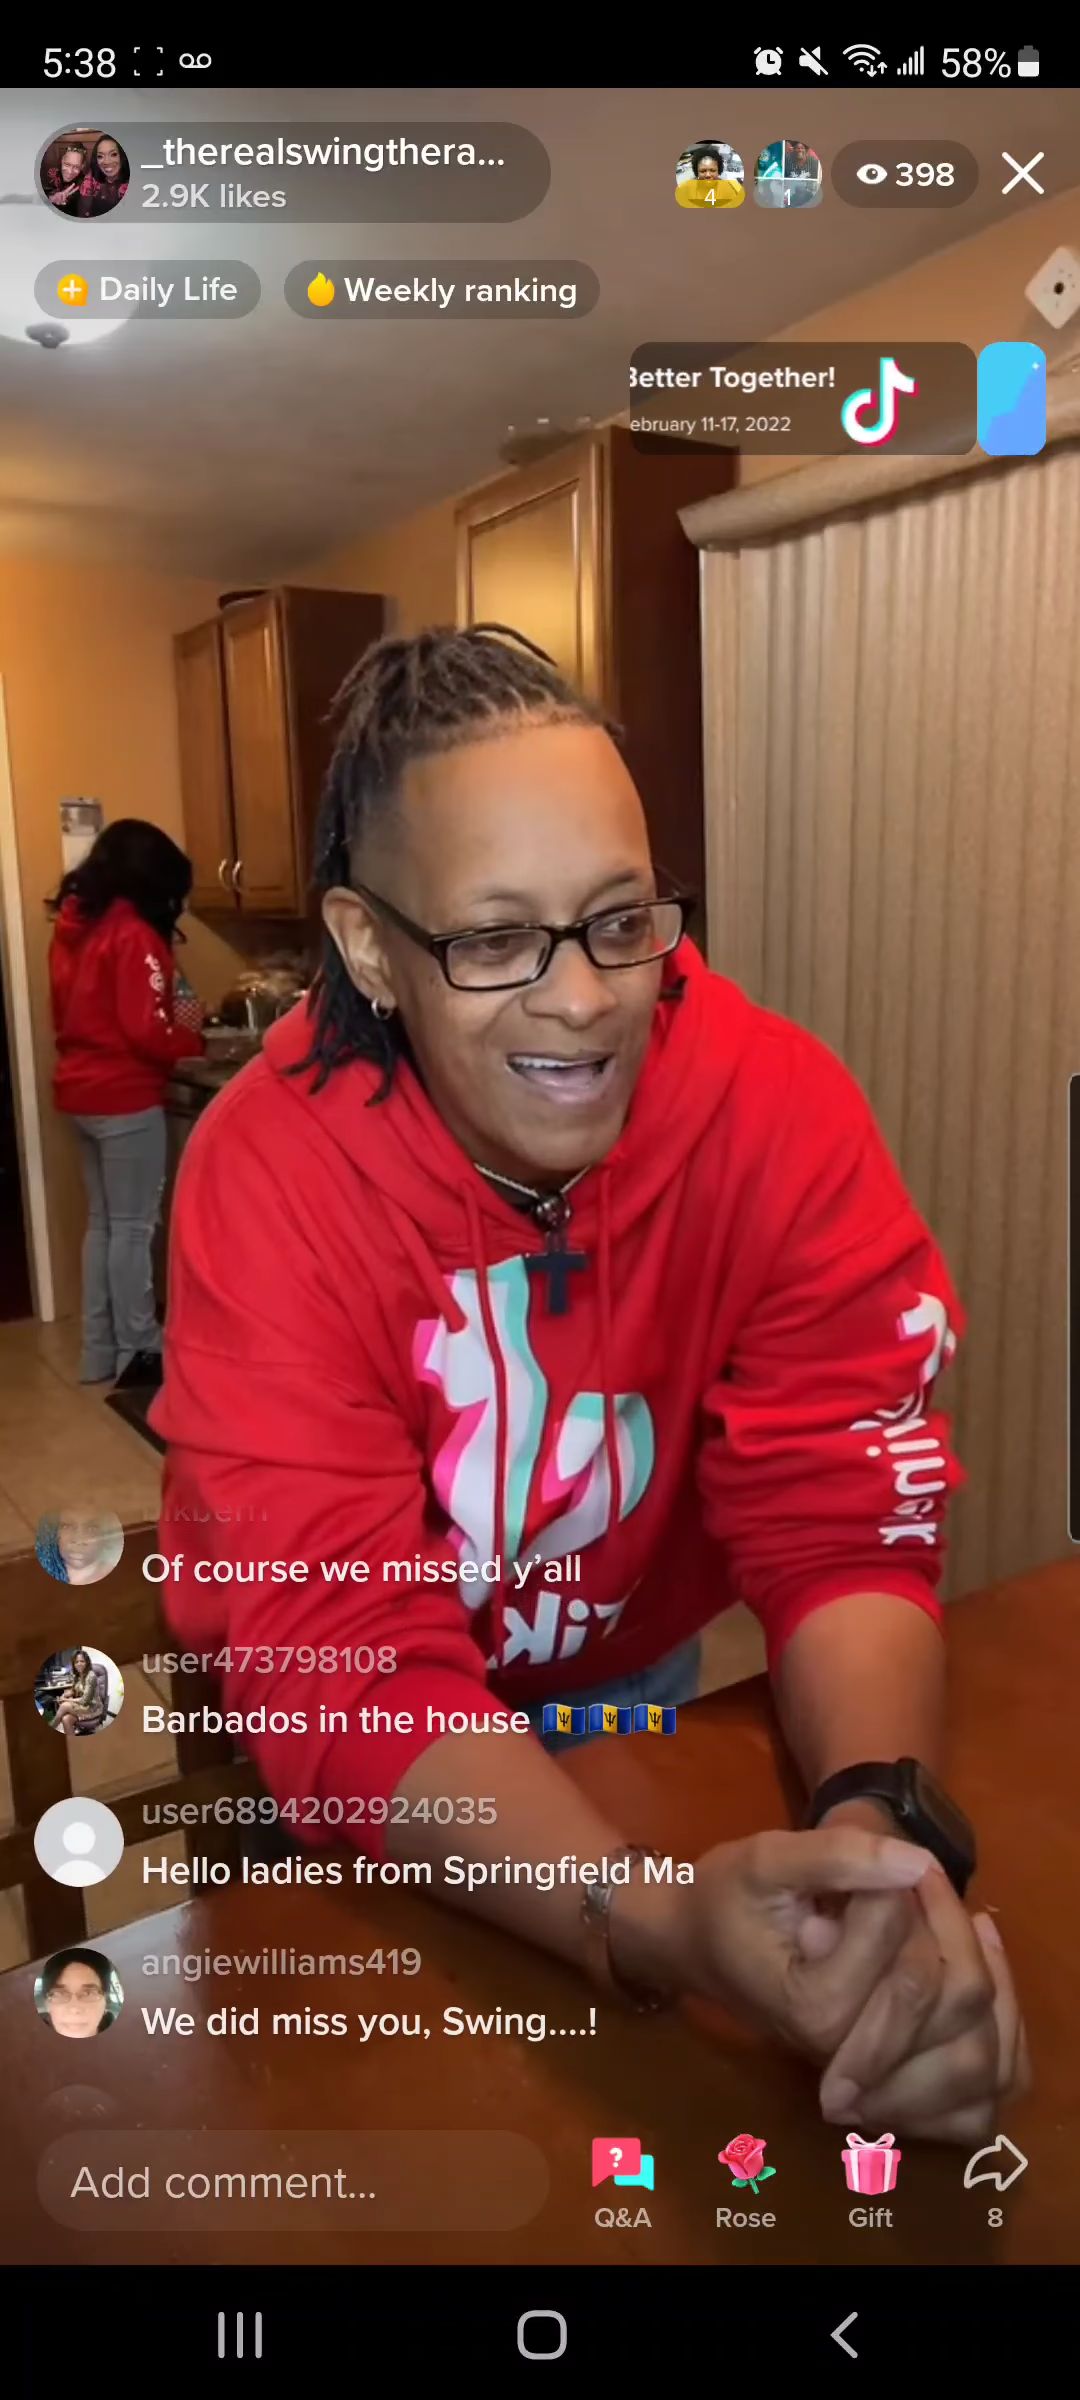 5:38
58%
_therealswingthera...
2.9K likes
4
1
398
Daily Life
Weekly ranking
Better Together!
ebruary 11-17, 2022
Of course we missed y’all
user473798108
Barbados in the house 🇧🇧🇧🇧🇧🇧
user6894202924035
Hello ladies from Springfield Ma
angiewilliams419
We did miss you, Swing....!
Add comment...
?
Q&A
Rose
Gift
8